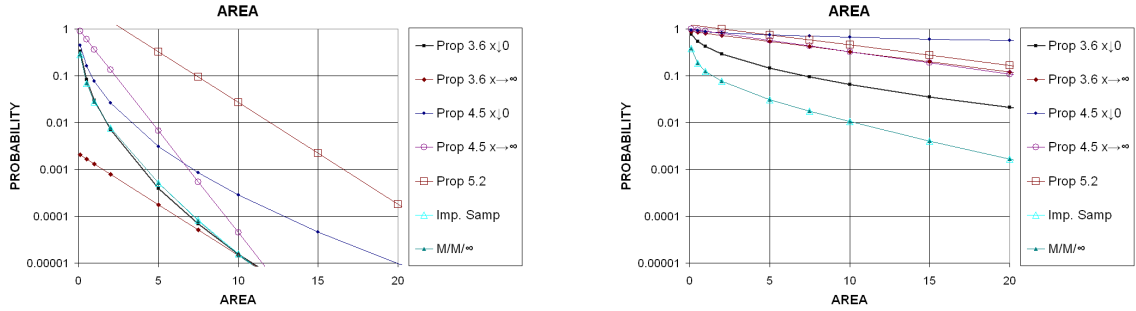 AREA
1
0.1
0.01
0.001
0.0001
0.00001
PROBABILITY
0
5
10
15
20
AREA
Prop 3.6 x↓0
Prop 3.6 x→∞
Prop 4.5 x↓0
Prop 4.5 x→∞
Prop 5.2
Imp. Samp
M/M/∞
AREA
1
0.1
0.01
0.001
0.0001
0.00001
PROBABILITY
0
5
10
15
20
AREA
Prop 3.6 x↓0
Prop 3.6 x→∞
Prop 4.5 x↓0
Prop 4.5 x→∞
Prop 5.2
Imp. Samp
M/M/∞